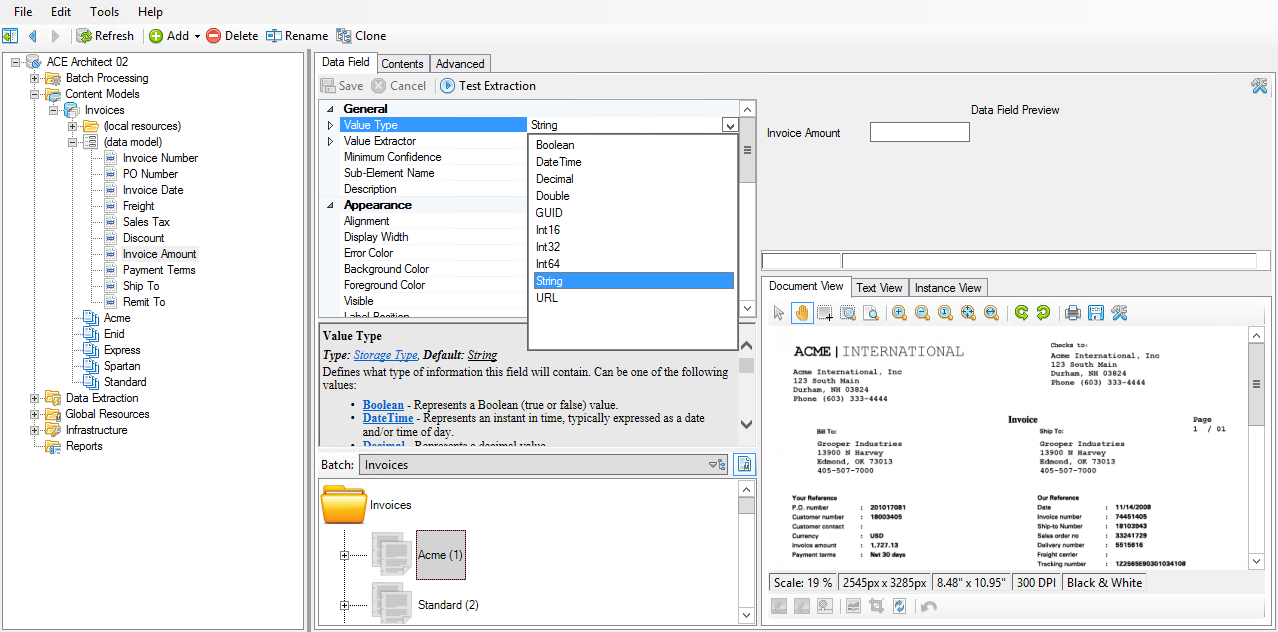 File Edit Tools Help
Refresh Add Delete Rename Clone
ACE Architect 02
Batch Processing
Content Models
Invoices
(local resources)
(data model)
Invoice Number
PO Number
Invoice Date
Freight
Sales Tax
Discount
Invoice Amount
Payment Terms
Ship To
Remit To
Acme
Enid
Express
Spartan
Standard
Data Extraction
Global Resources
Infrastructure
Reports
Data Field Contents Advanced
Save Cancel Test Extraction
General
Value Type String
Value Extractor
Minimum Confidence
Sub-Element Name
Description
Appearance
Alignment
Display Width
Error Color
Background Color
Foreground Color
Visible
Label Position
Boolean
DateTime
Decimal
Double
GUID
Int16
Int32
Int64
String
URL
Value Type
Type: Storage Type, Default: String
Defines what type of information this field will contain. Can be one of the following
values:
• Boolean - Represents a Boolean (true or false) value.
• DateTime - Represents an instant in time, typically expressed as a date
and/or time of day.
• Decimal - Represents a decimal value.
Batch: Invoices
Invoices
Acme (1)
Standard (2)
Data Field Preview
Invoice Amount
Document View Text View Instance View
ACME | INTERNATIONAL
Acme International, Inc
123 South Main
Durham, NH 03824
Phone (603) 333-4444
Checks to:
Acme International, Inc
123 South Main
Durham, NH 03824
Phone (603) 333-4444
Invoice
Page
1 / 01
Bill To:
Grooper Industries
13900 N Harvey
Edmond, OK 73013
405-507-7000
Ship To:
Grooper Industries
13900 N Harvey
Edmond, OK 73013
405-507-7000
Your Reference
P.O. number : 201017081
Customer number : 18003405
Customer contact :
Currency : USD
Invoice amount : 1,727.13
Payment terms : Net 30 days
Our Reference
Date : 11/14/2008
Invoice number : 74451405
Ship-to Number : 18103943
Sales order no : 33241729
Delivery number : 5515616
Freight carrier :
Tracking number : 1Z2565E90301034108
Scale: 19 % 2545px x 3285px 8.48" x 10.95" 300 DPI Black & White